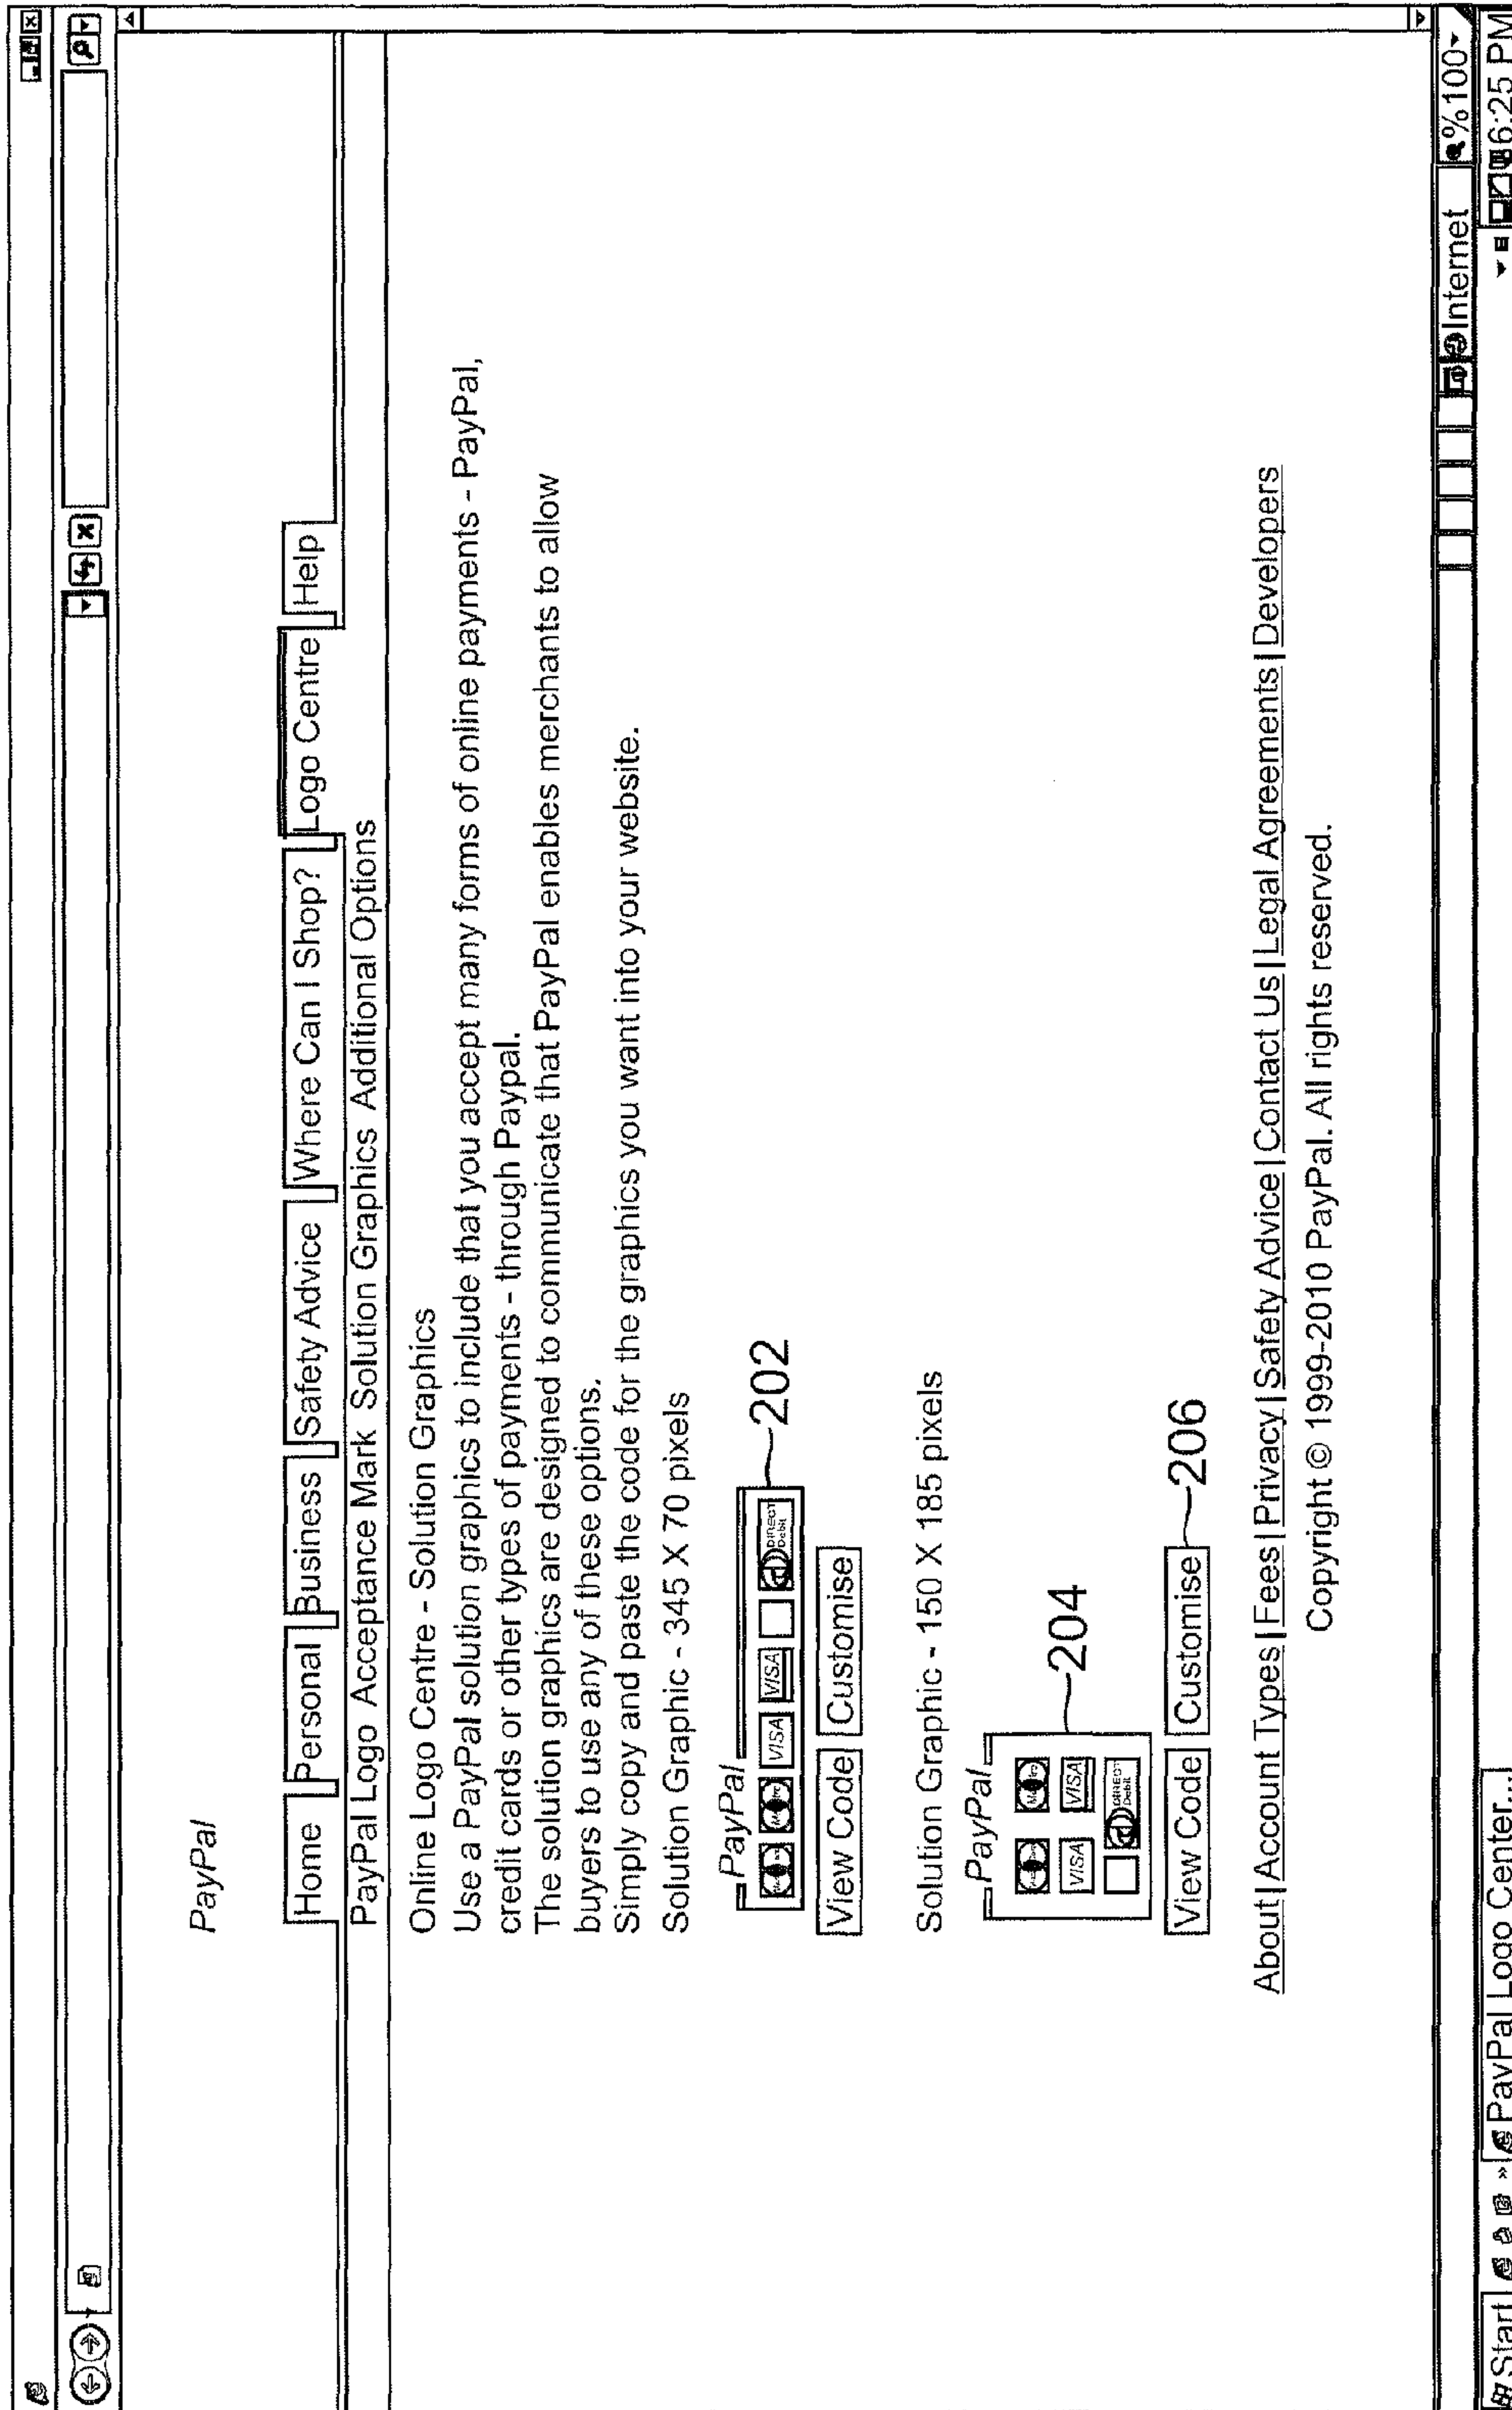 PayPal
Home Personal Business Safety Advice Where Can I Shop? Logo Centre Help
PayPal Logo Acceptance Mark Solution Graphics Additional Options
Online Logo Centre - Solution Graphics
Use a PayPal solution graphics to include that you accept many forms of online payments - PayPal,
credit cards or other types of payments - through Paypal.
The solution graphics are designed to communicate that PayPal enables merchants to allow
buyers to use any of these options.
Simply copy and paste the code for the graphics you want into your website.
Solution Graphic - 345 X 70 pixels
PayPal
VISA VISA DIRECT Debit
202
View Code Customise
Solution Graphic - 150 X 185 pixels
PayPal
VISA VISA
DIRECT Debit
204
View Code Customise
206
About | Account Types | Fees | Privacy | Safety Advice | Contact Us | Legal Agreements | Developers
Copyright © 1999-2010 PayPal. All rights reserved.
Internet %100
Start » PayPal Logo Center... 6:25 PM